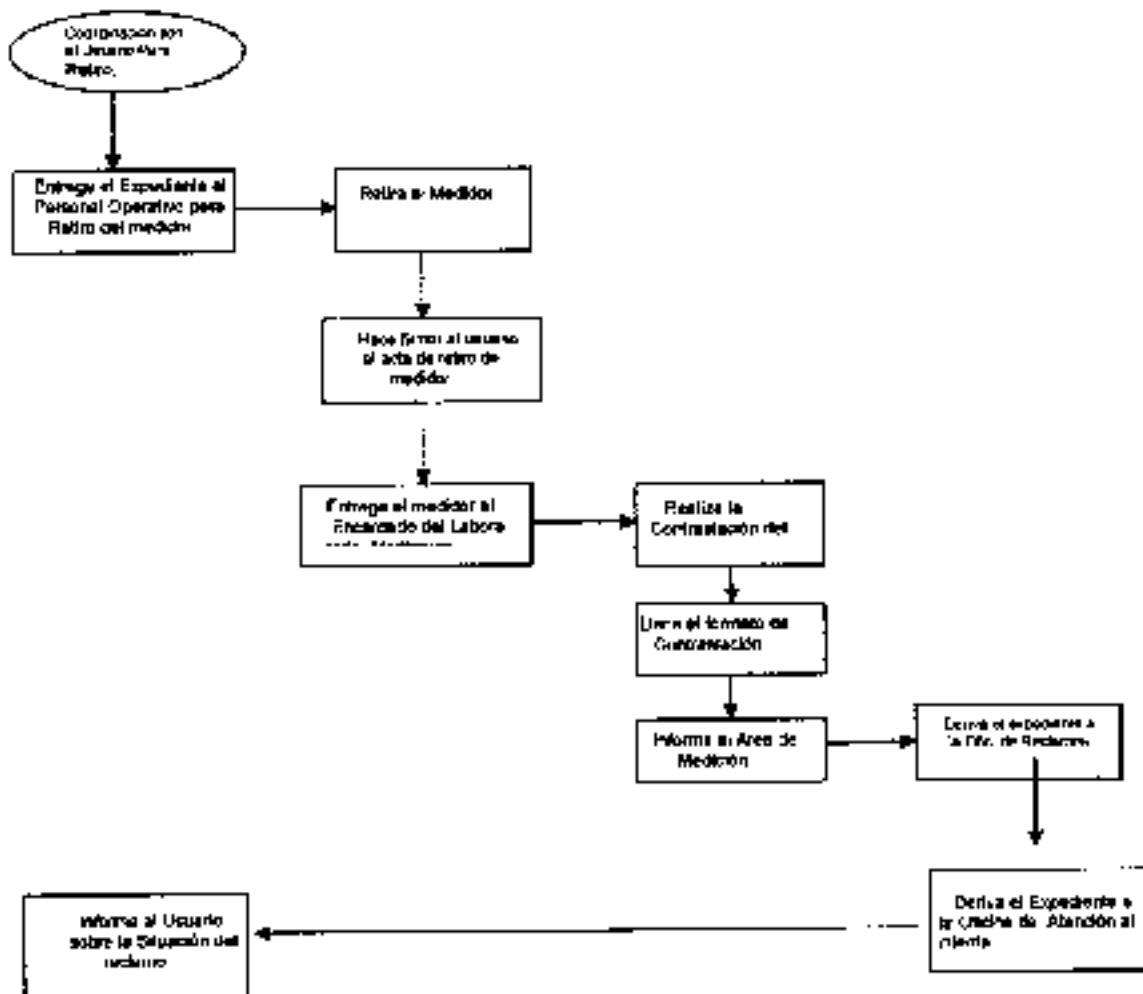 Coordinación con
el Usuario Para
Retiro.
Entrega el Expediente al
Personal Operativo para
Retiro del medidor
Retira el Medidor
Hace firmar al usuario
el acta de retiro de
medidor
Entrega el medidor al
Encargado del Labora
Realiza la
Contrastación del
Llena el formato de
Contrastación
Informa al Area de
Medición
Deriva el expediente a
la Ofic. de Reclamos
Deriva el Expediente a
la Oficina de Atención al
cliente
Informa al Usuario
sobre la Situación del
reclamo